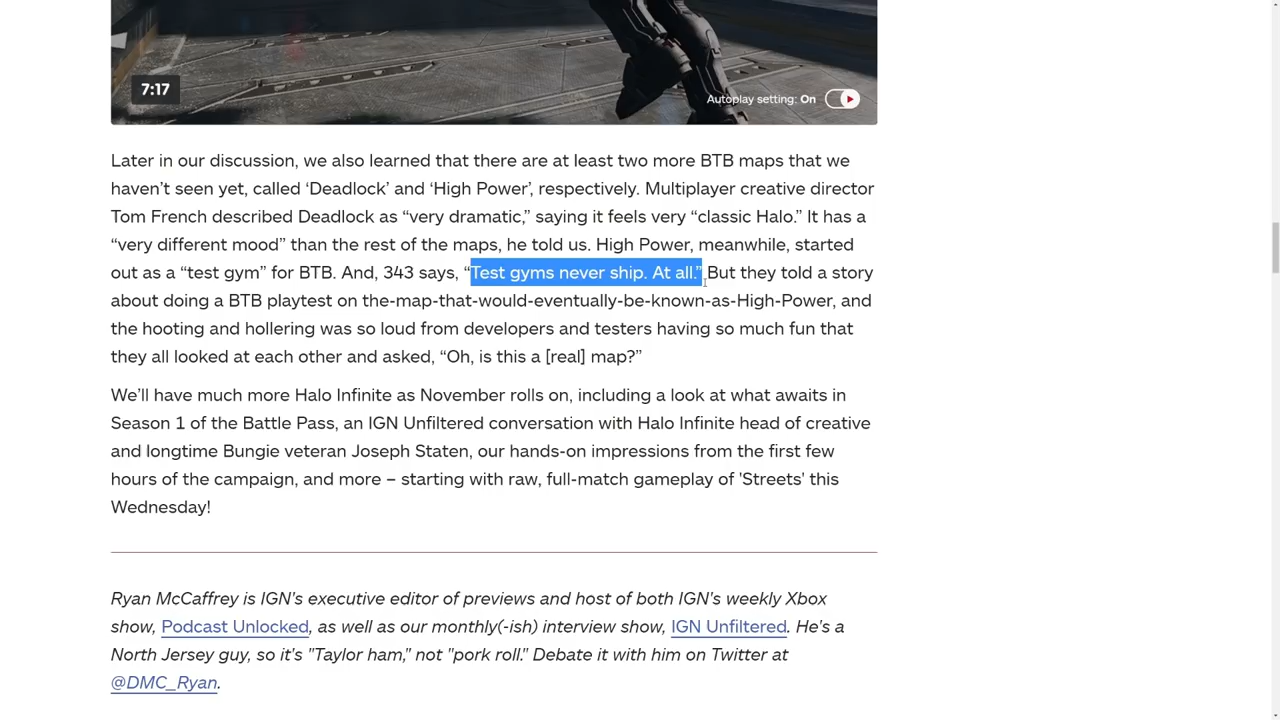 7:17
Autoplay setting: On
Later in our discussion, we also learned that there are at least two more BTB maps that we
haven’t seen yet, called ‘Deadlock’ and ‘High Power’, respectively. Multiplayer creative director
Tom French described Deadlock as “very dramatic,” saying it feels very “classic Halo.” It has a
“very different mood” than the rest of the maps, he told us. High Power, meanwhile, started
out as a “test gym” for BTB. And, 343 says, “Test gyms never ship. At all.” But they told a story
about doing a BTB playtest on the-map-that-would-eventually-be-known-as-High-Power, and
the hooting and hollering was so loud from developers and testers having so much fun that
they all looked at each other and asked, “Oh, is this a [real] map?”
We’ll have much more Halo Infinite as November rolls on, including a look at what awaits in
Season 1 of the Battle Pass, an IGN Unfiltered conversation with Halo Infinite head of creative
and longtime Bungie veteran Joseph Staten, our hands-on impressions from the first few
hours of the campaign, and more – starting with raw, full-match gameplay of 'Streets' this
Wednesday!
Ryan McCaffrey is IGN's executive editor of previews and host of both IGN's weekly Xbox
show, Podcast Unlocked, as well as our monthly(-ish) interview show, IGN Unfiltered. He's a
North Jersey guy, so it's "Taylor ham," not "pork roll." Debate it with him on Twitter at
@DMC_Ryan.